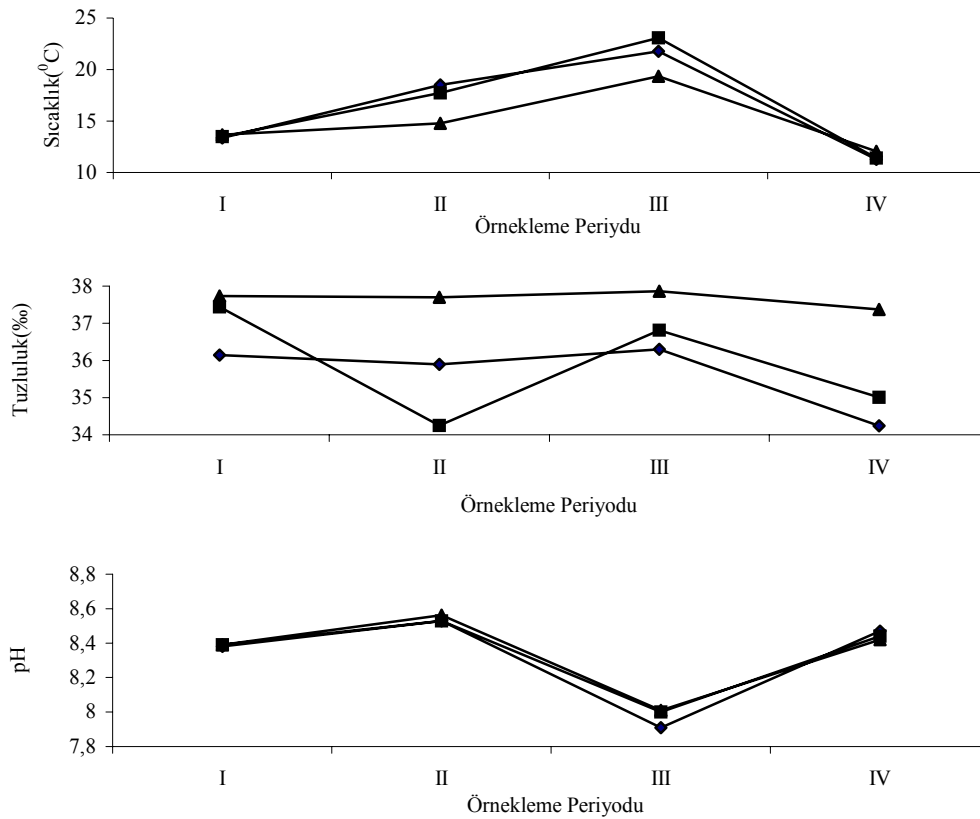 Sıcaklık(⁰C)
25
20
15
10
I II III IV
Örnekleme Periydu
Tuzluluk(‰)
38
37
36
35
34
I II III IV
Örnekleme Periyodu
pH
8,8
8,6
8,4
8,2
8
7,8
I II III IV
Örnekleme Periyodu